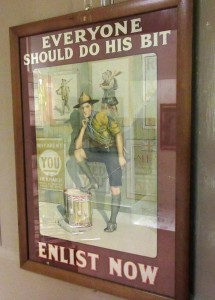 EVERYONE
SHOULD DO HIS BIT
YOU
ENLIST NOW